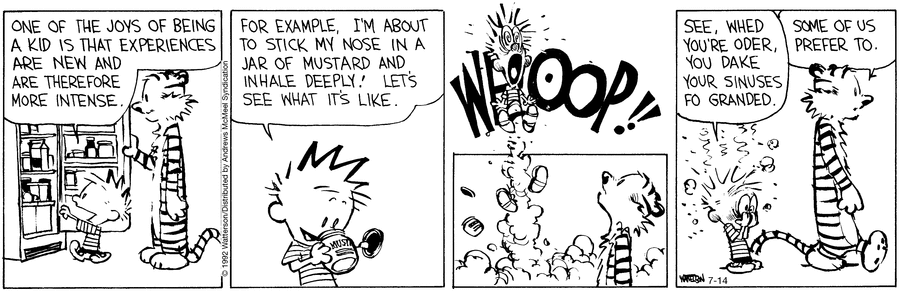 ONE OF THE JOYS OF BEING
A KID IS THAT EXPERIENCES
ARE NEW AND
ARE THEREFORE
MORE INTENSE.
© 1992 Watterson/Distributed by Andrews McMeel Syndication
FOR EXAMPLE, I'M ABOUT
TO STICK MY NOSE IN A
JAR OF MUSTARD AND
INHALE DEEPLY! LET'S
SEE WHAT IT'S LIKE.
MUST
WHOOOP!!
SEE, WHED
YOU'RE ODER,
YOU DAKE
YOUR SINUSES
FO GRANDED.
SOME OF US
PREFER TO.
WATTERSON 7-14